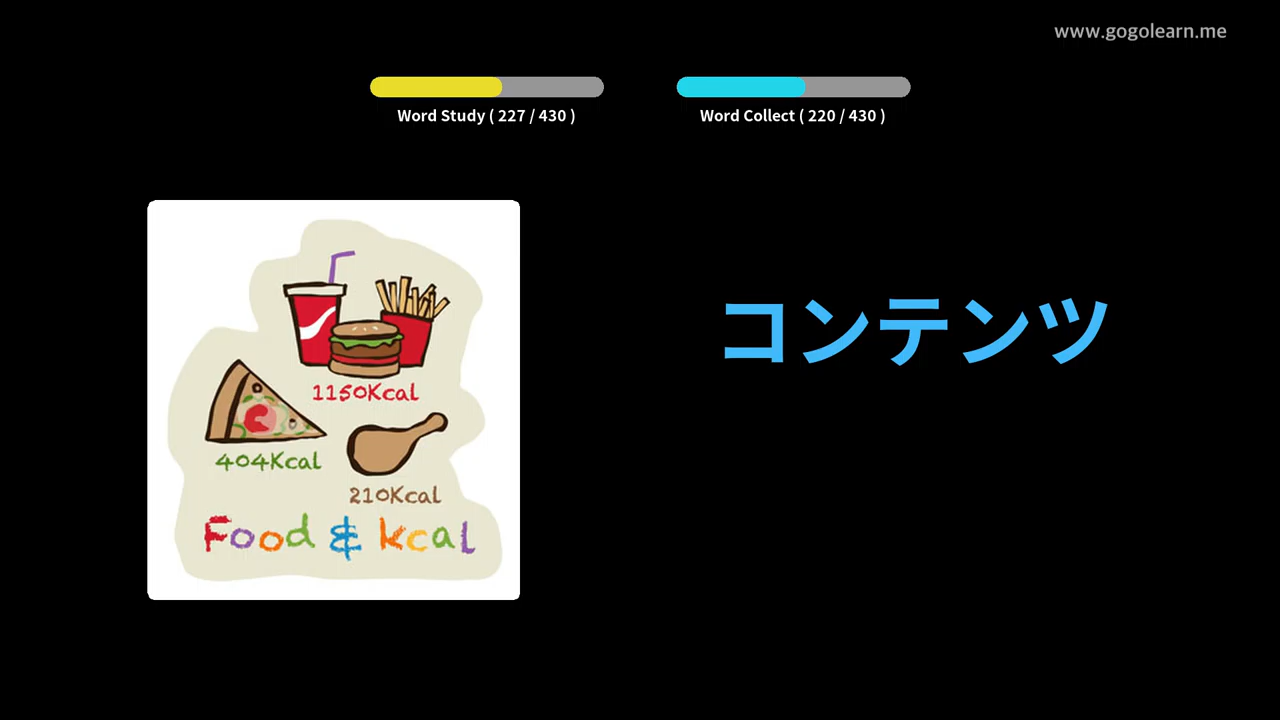 www.gogolearn.me
Word Study ( 227 / 430 )
Word Collect ( 220 / 430 )
コンテンツ
1150Kcal
404Kcal
210Kcal
Food & kcal